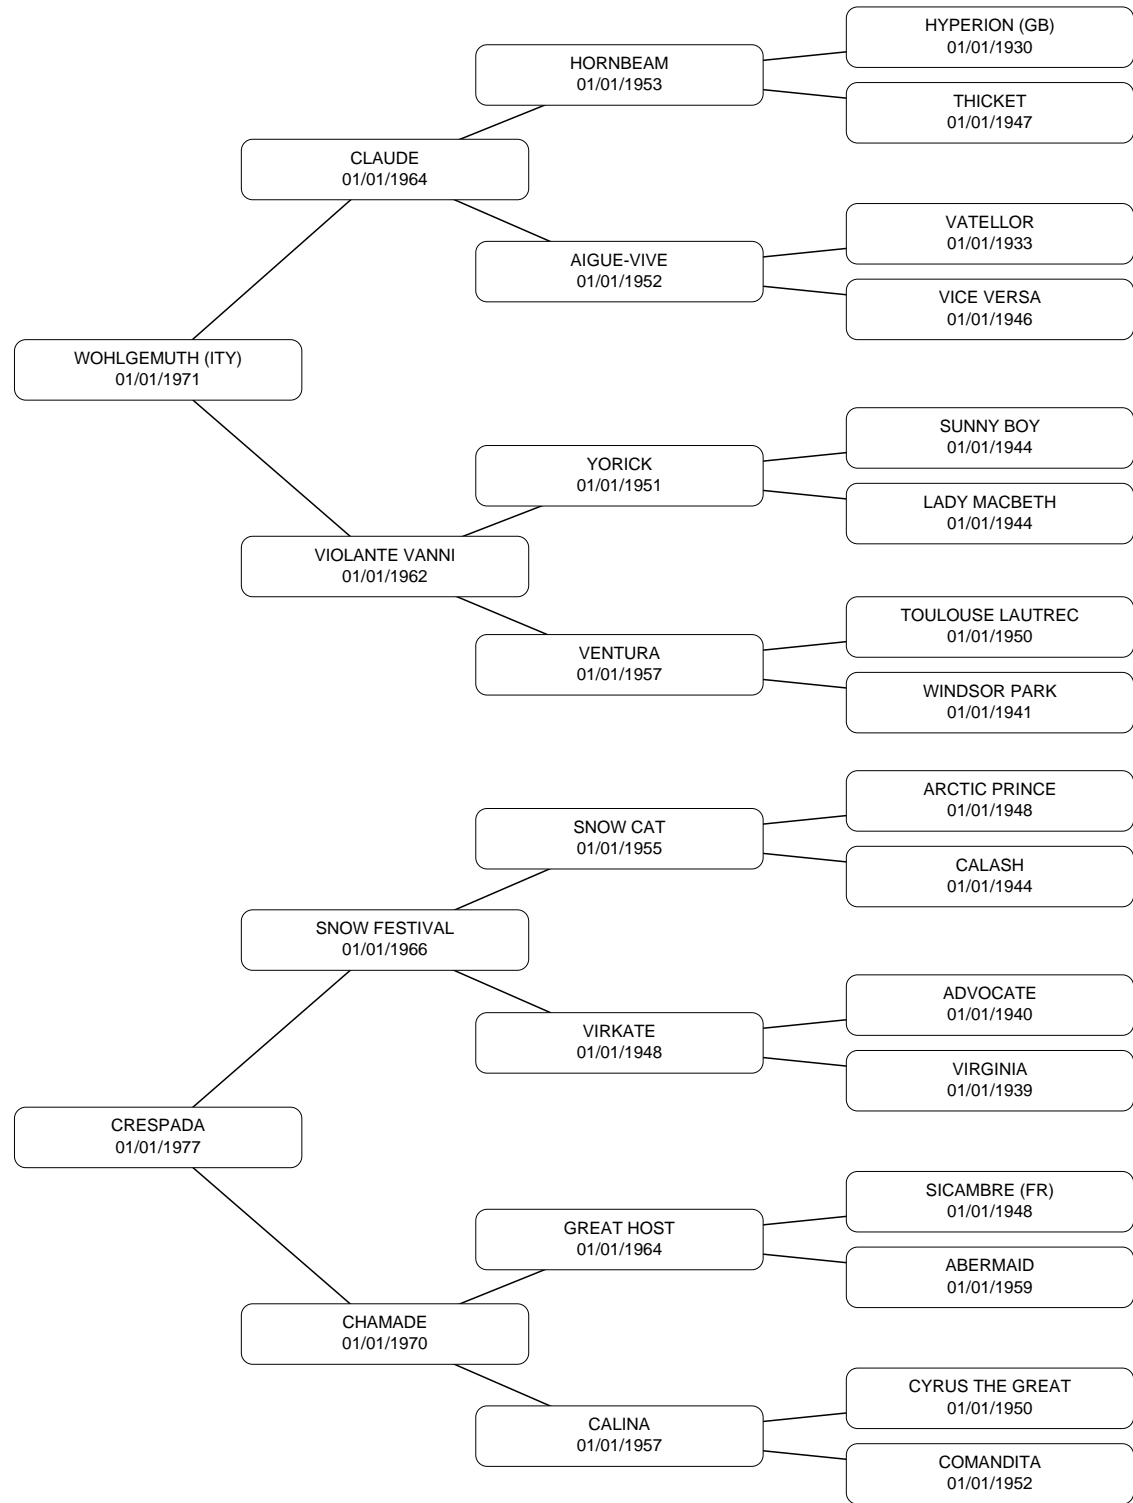 HYPERION (GB)
01/01/1930
HORNBEAM
01/01/1953
THICKET
01/01/1947
CLAUDE
01/01/1964
VATELLOR
01/01/1933
AIGUE-VIVE
01/01/1952
VICE VERSA
01/01/1946
WOHLGEMUTH (ITY)
01/01/1971
SUNNY BOY
01/01/1944
YORICK
01/01/1951
LADY MACBETH
01/01/1944
VIOLANTE VANNI
01/01/1962
TOULOUSE LAUTREC
01/01/1950
VENTURA
01/01/1957
WINDSOR PARK
01/01/1941
ARCTIC PRINCE
01/01/1948
SNOW CAT
01/01/1955
CALASH
01/01/1944
SNOW FESTIVAL
01/01/1966
ADVOCATE
01/01/1940
VIRKATE
01/01/1948
VIRGINIA
01/01/1939
CRESPADA
01/01/1977
SICAMBRE (FR)
01/01/1948
GREAT HOST
01/01/1964
ABERMAID
01/01/1959
CHAMADE
01/01/1970
CYRUS THE GREAT
01/01/1950
CALINA
01/01/1957
COMANDITA
01/01/1952